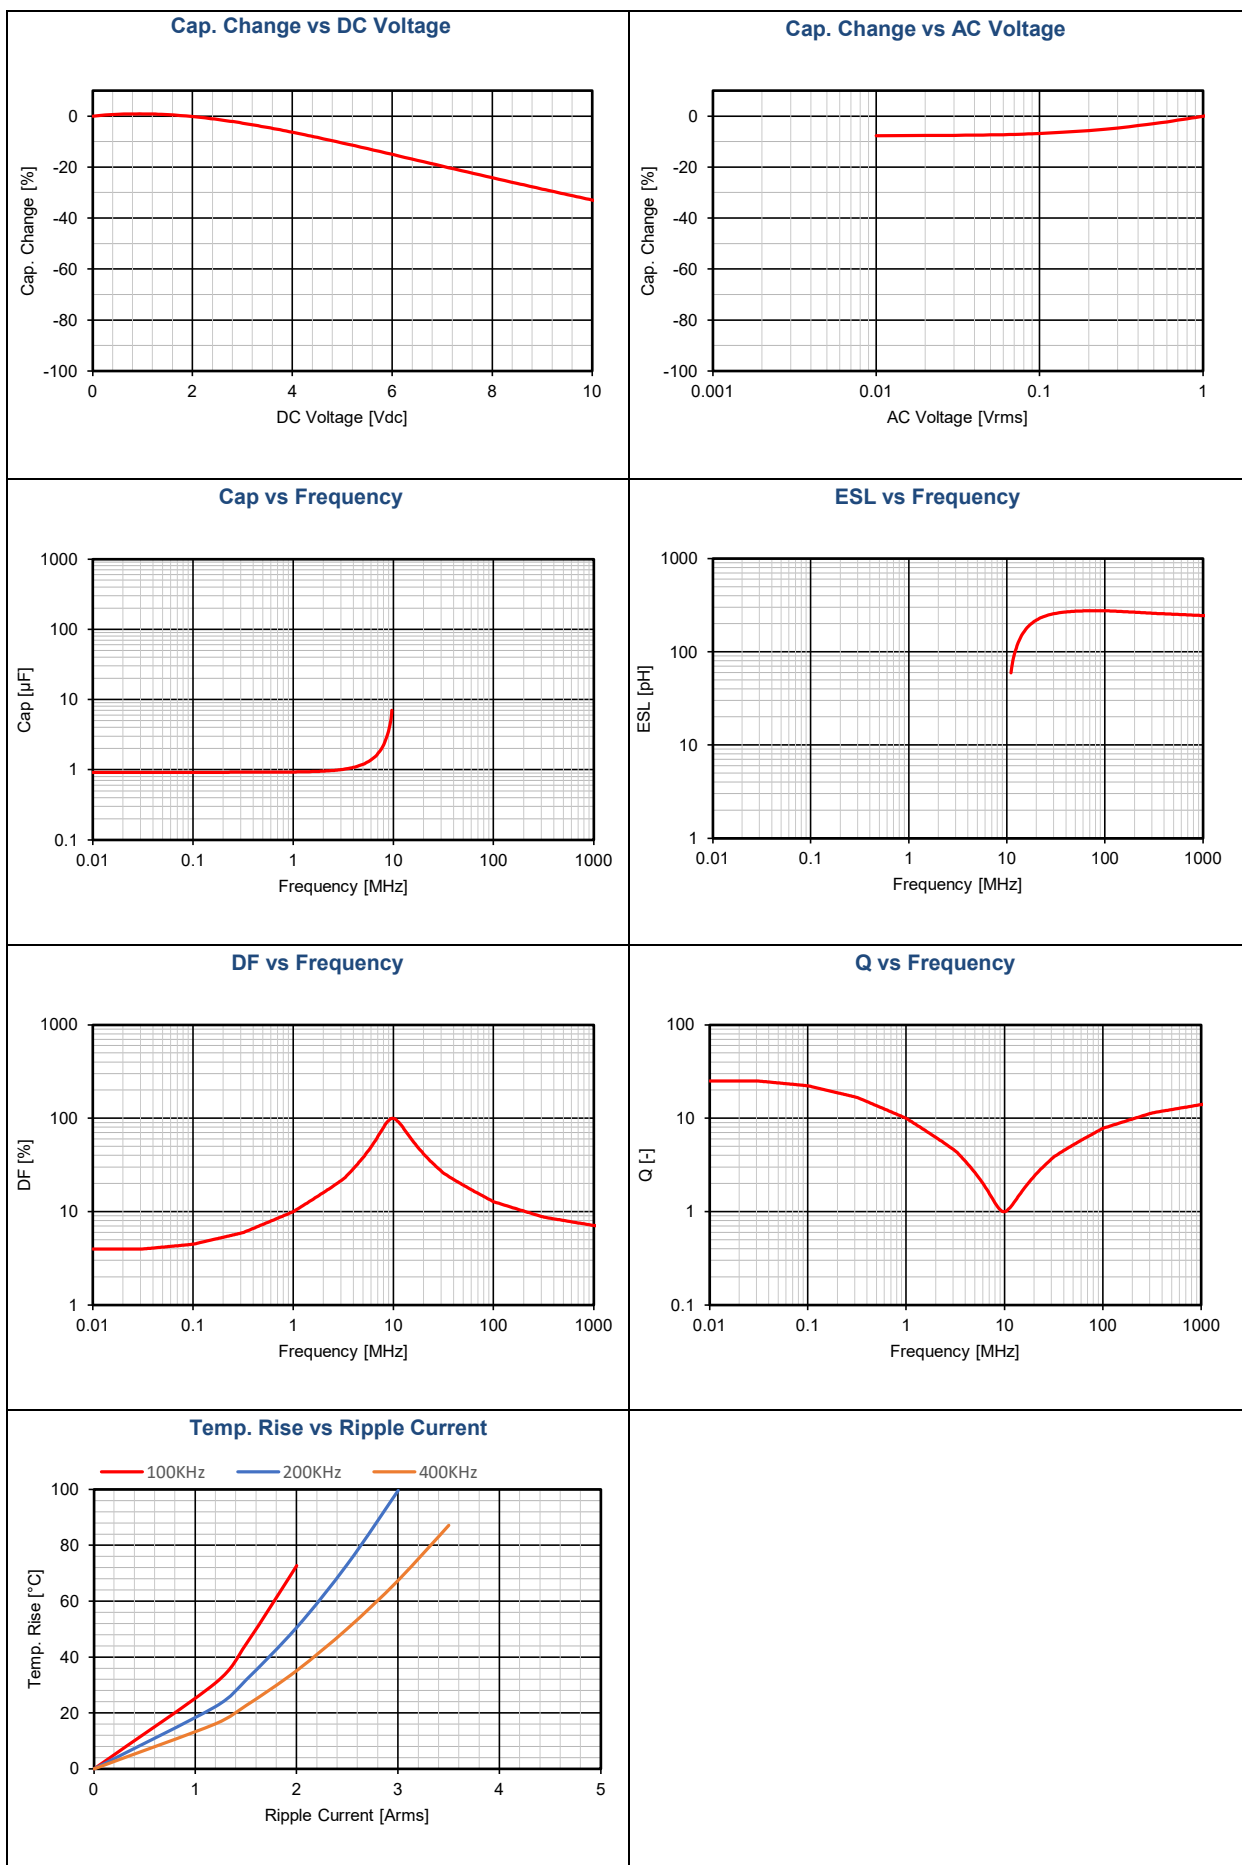 Cap. Change vs DC Voltage
Cap. Change [%]
0
-20
-40
-60
-80
-100
0 2 4 6 8 10
DC Voltage [Vdc]
Cap. Change vs AC Voltage
Cap. Change [%]
0
-20
-40
-60
-80
-100
0.001 0.01 0.1 1
AC Voltage [Vrms]
Cap vs Frequency
Cap [µF]
1000
100
10
1
0.1
0.01 0.1 1 10 100 1000
Frequency [MHz]
ESL vs Frequency
ESL [pH]
1000
100
10
1
0.01 0.1 1 10 100 1000
Frequency [MHz]
DF vs Frequency
DF [%]
1000
100
10
1
0.01 0.1 1 10 100 1000
Frequency [MHz]
Q vs Frequency
Q [-]
100
10
1
0.1
0.01 0.1 1 10 100 1000
Frequency [MHz]
Temp. Rise vs Ripple Current
100KHz 200KHz 400KHz
Temp. Rise [°C]
100
80
60
40
20
0
0 1 2 3 4 5
Ripple Current [Arms]